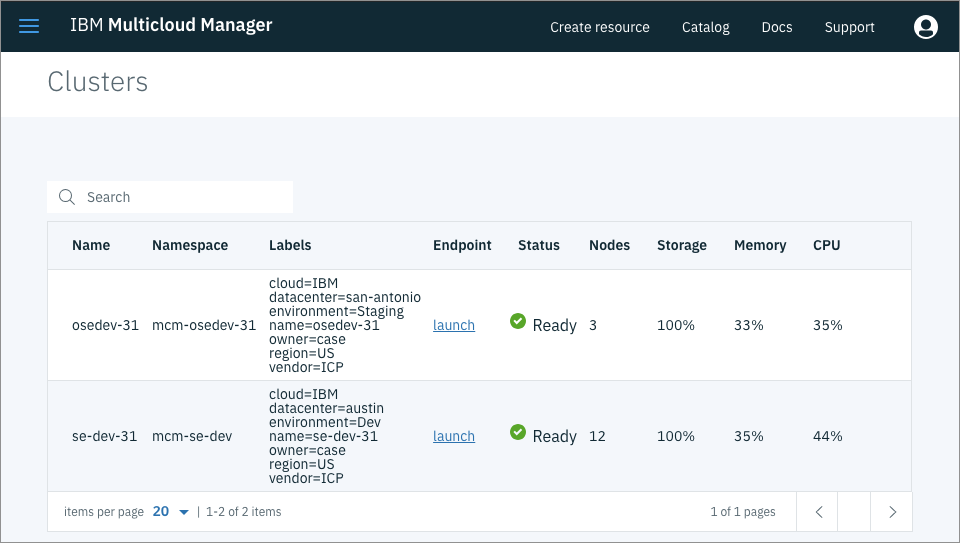 IBM Multicloud Manager
Create resource Catalog Docs Support
Clusters
Search
Name Namespace Labels Endpoint Status Nodes Storage Memory CPU
cloud=IBM
datacenter=san-antonio
environment=Staging
osedev-31 mcm-osedev-31 name=osedev-31 launch Ready 3 100% 33% 35%
owner=case
region=US
vendor=ICP
cloud=IBM
datacenter=austin
environment=Dev
se-dev-31 mcm-se-dev name=se-dev-31 launch Ready 12 100% 35% 44%
owner=case
region=US
vendor=ICP
items per page 20 | 1-2 of 2 items 1 of 1 pages